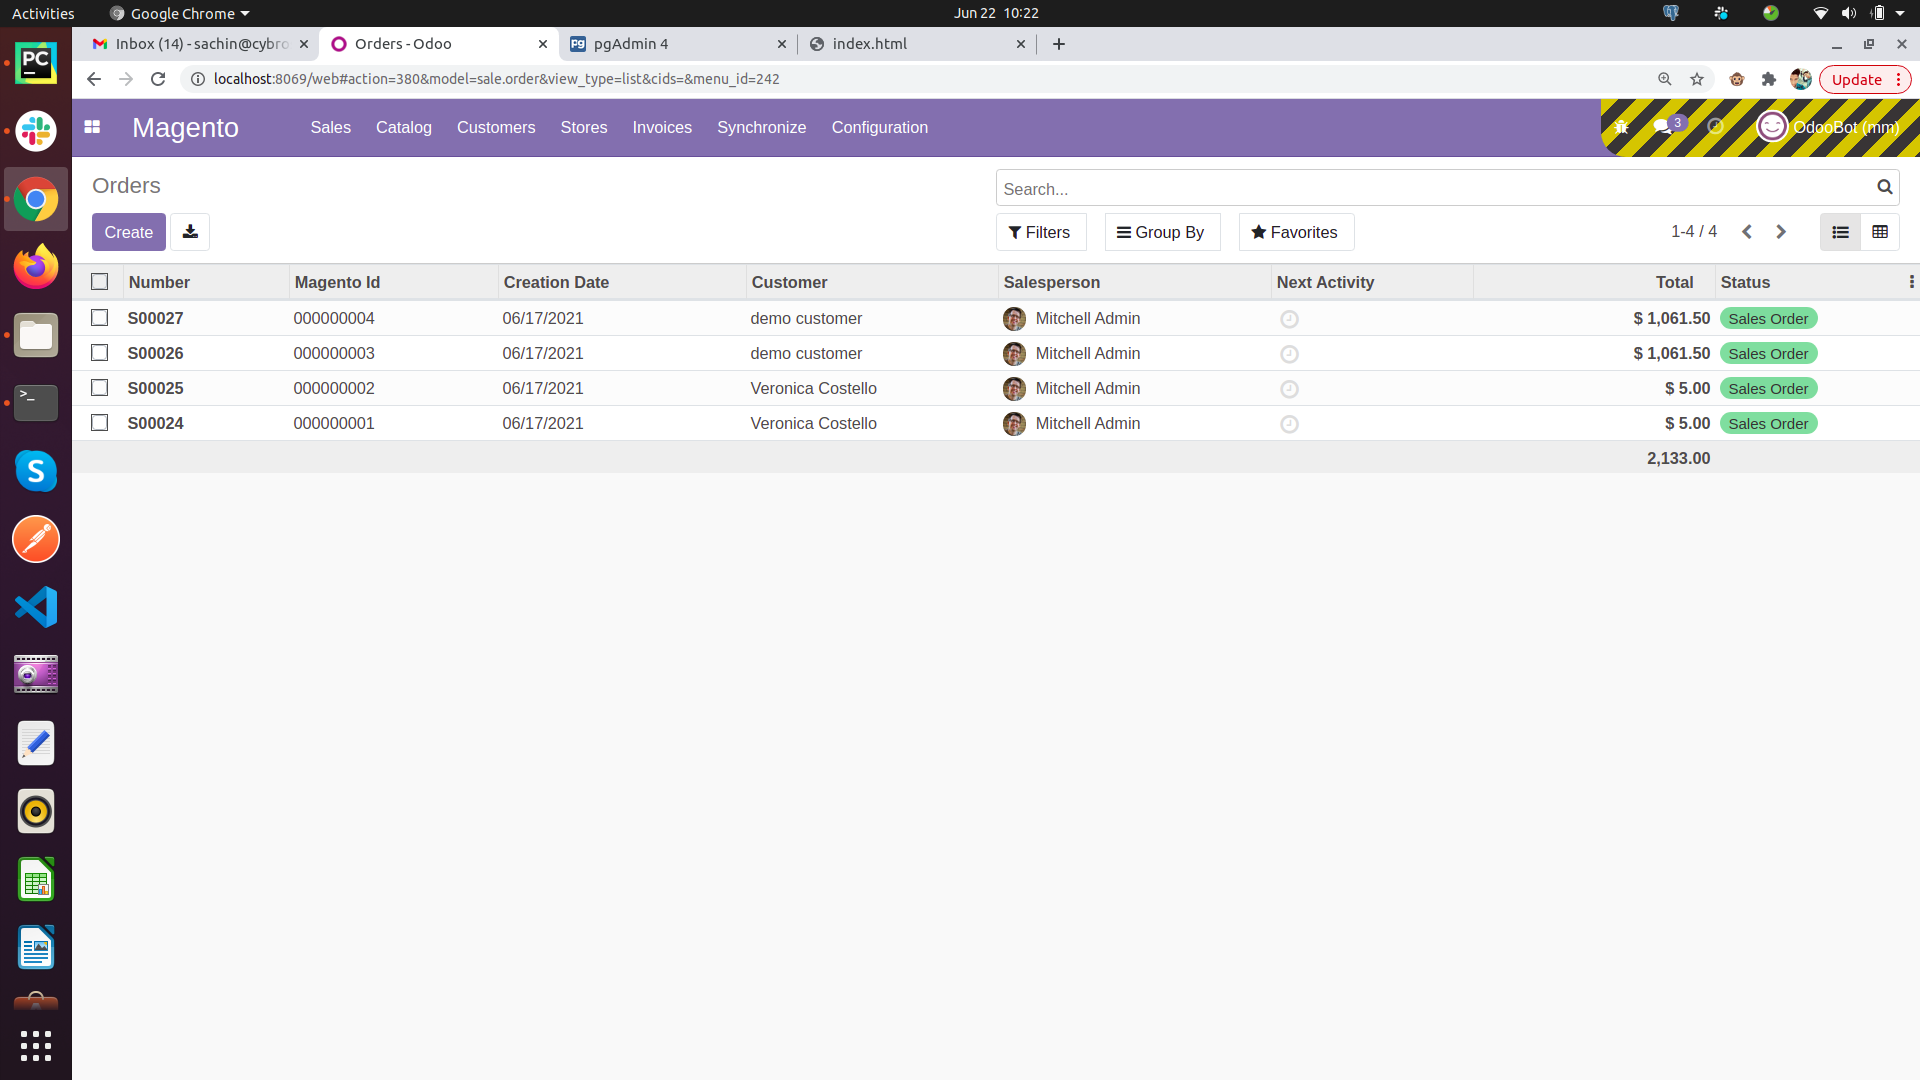 Activities Google Chrome Jun 22 10:22
Inbox (14) - sachin@cybro Orders - Odoo pgAdmin 4 index.html
localhost:8069/web#action=380&model=sale.order&view_type=list&cids=&menu_id=242 Update
Magento Sales Catalog Customers Stores Invoices Synchronize Configuration 3 OdooBot (mm)
Orders Search...
Create Filters Group By Favorites 1-4 / 4
Number Magento Id Creation Date Customer Salesperson Next Activity Total Status
S00027 000000004 06/17/2021 demo customer Mitchell Admin $ 1,061.50 Sales Order
S00026 000000003 06/17/2021 demo customer Mitchell Admin $ 1,061.50 Sales Order
S00025 000000002 06/17/2021 Veronica Costello Mitchell Admin $ 5.00 Sales Order
S00024 000000001 06/17/2021 Veronica Costello Mitchell Admin $ 5.00 Sales Order
2,133.00